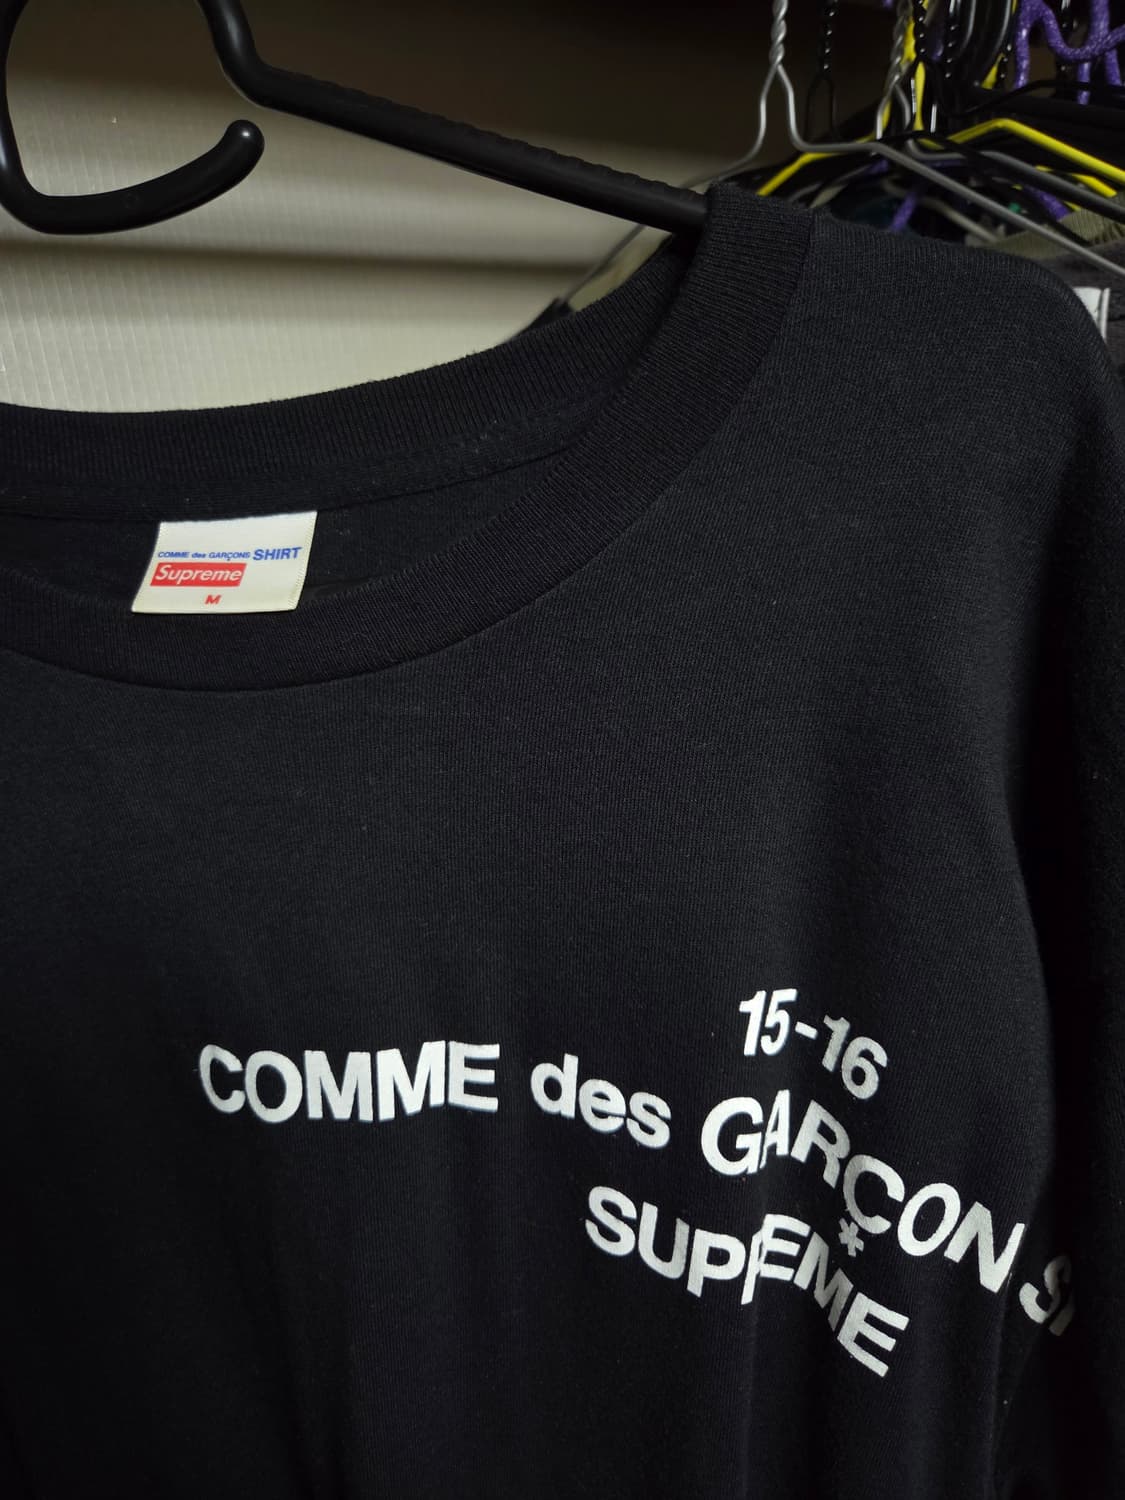 COMME des GARÇONS SHIRT
Supreme
M
15-16
COMME des GARÇON
SUPREME
*